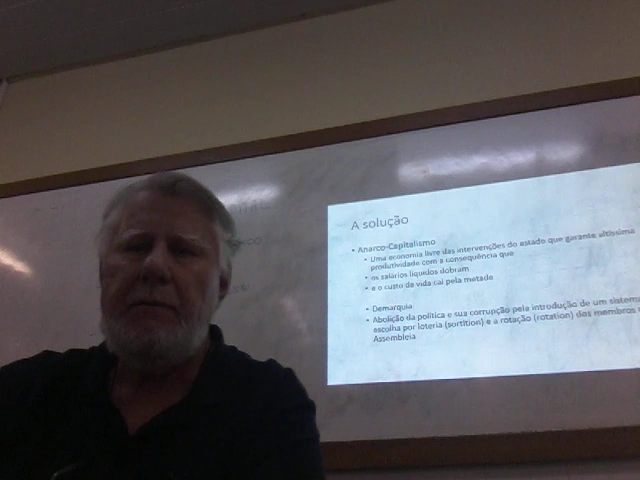 A solução
• Anarco-Capitalismo
• Uma economia livre das intervenções do estado que garante altíssima
produtividade com a consequência que
• os salários líquidos dobram
• e o custo da vida cai pela metade
• Demarquia
• Abolição da política e sua corrupção pela introdução de um sistem
escolha por loteria (sortition) e a rotação (rotation) dos membros
Assembleia